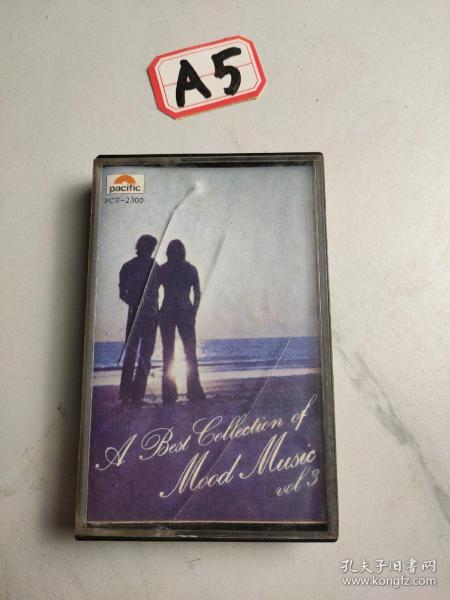 A5
pacific
PCS-2300
A Best Collection of
Mood Music
vol 3
孔夫子旧书网
www.kongfz.com